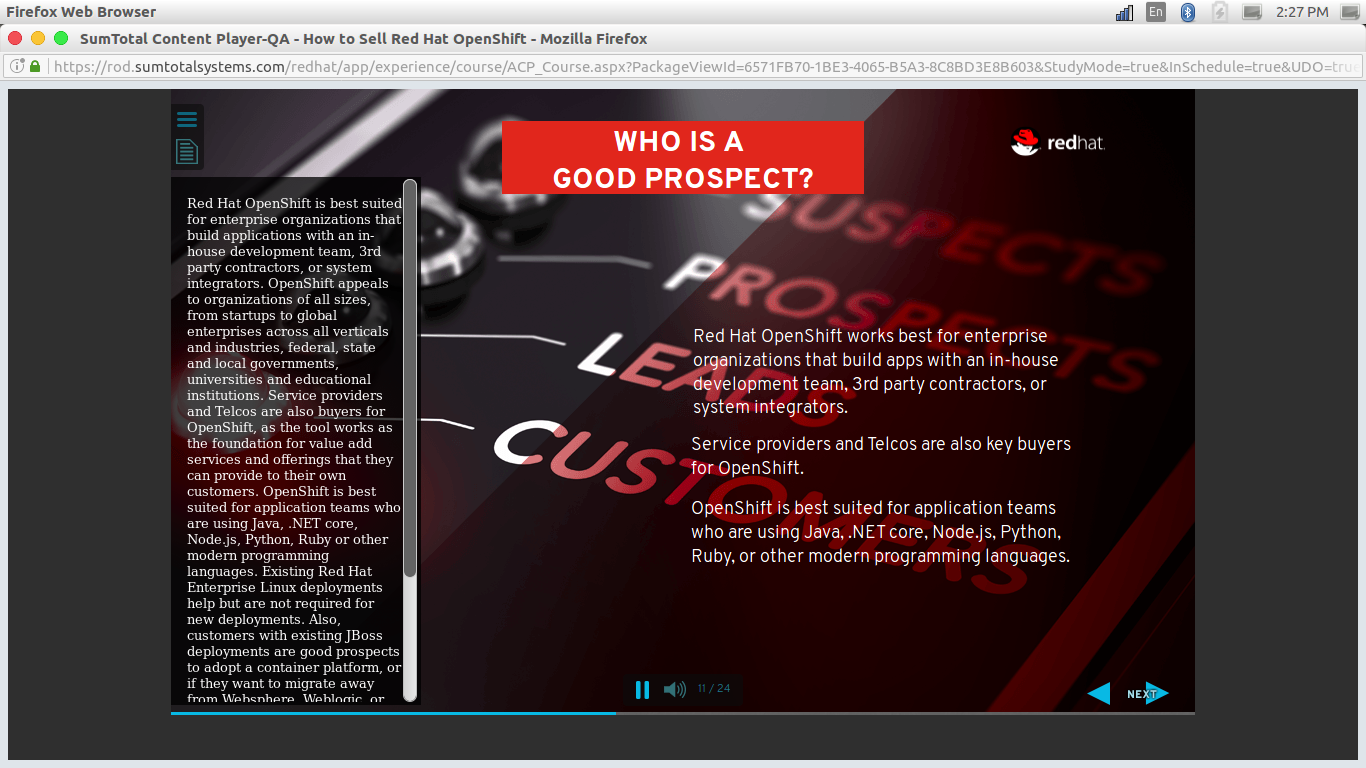 Firefox Web Browser
En
2:27 PM
SumTotal Content Player-QA - How to Sell Red Hat OpenShift - Mozilla Firefox
https://rod.sumtotalsystems.com/redhat/app/experience/course/ACP_Course.aspx?PackageViewId=6571FB70-1BE3-4065-B5A3-8C8BD3E8B603&StudyMode=true&InSchedule=true&UDO=true
WHO IS A
GOOD PROSPECT?
redhat.
Red Hat OpenShift is best suited
for enterprise organizations that
build applications with an in-
house development team, 3rd
party contractors, or system
integrators. OpenShift appeals
to organizations of all sizes,
from startups to global
enterprises across all verticals
and industries, federal, state
and local governments,
universities and educational
institutions. Service providers
and Telcos are also buyers for
OpenShift, as the tool works as
the foundation for value add
services and offerings that they
can provide to their own
customers. OpenShift is best
suited for application teams who
are using Java, .NET core,
Node.js, Python, Ruby or other
modern programming
languages. Existing Red Hat
Enterprise Linux deployments
help but are not required for
new deployments. Also,
customers with existing JBoss
deployments are good prospects
to adopt a container platform, or
if they want to migrate away
from Websphere, Weblogic, or
SUSPECTS
PROSPECTS
LEADS
CUSTOMERS
Red Hat OpenShift works best for enterprise
organizations that build apps with an in-house
development team, 3rd party contractors, or
system integrators.
Service providers and Telcos are also key buyers
for OpenShift.
OpenShift is best suited for application teams
who are using Java, .NET core, Node.js, Python,
Ruby, or other modern programming languages.
11 / 24
NEXT